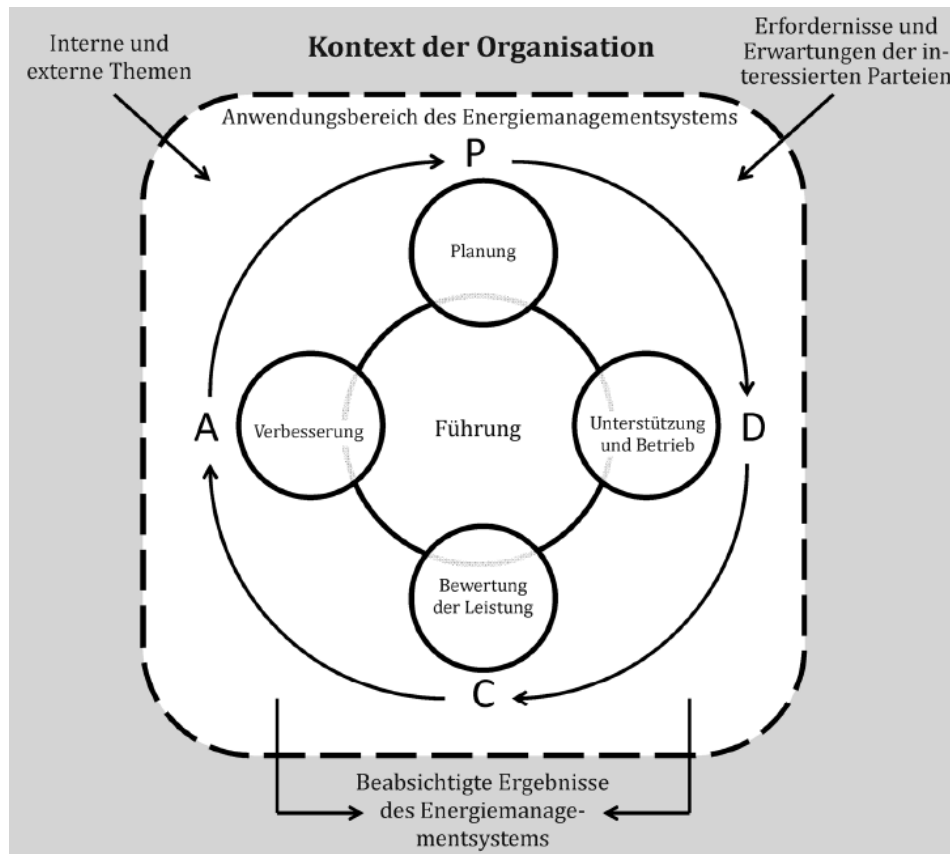 Interne und
externe Themen
Kontext der Organisation
Erfordernisse und
Erwartungen der in-
teressierten Parteien
Anwendungsbereich des Energiemanagementsystems
P
Planung
A
Verbesserung
Führung
Unterstützung
und Betrieb
D
Bewertung
der Leistung
C
Beabsichtigte Ergebnisse
des Energiemanage-
mentsystems